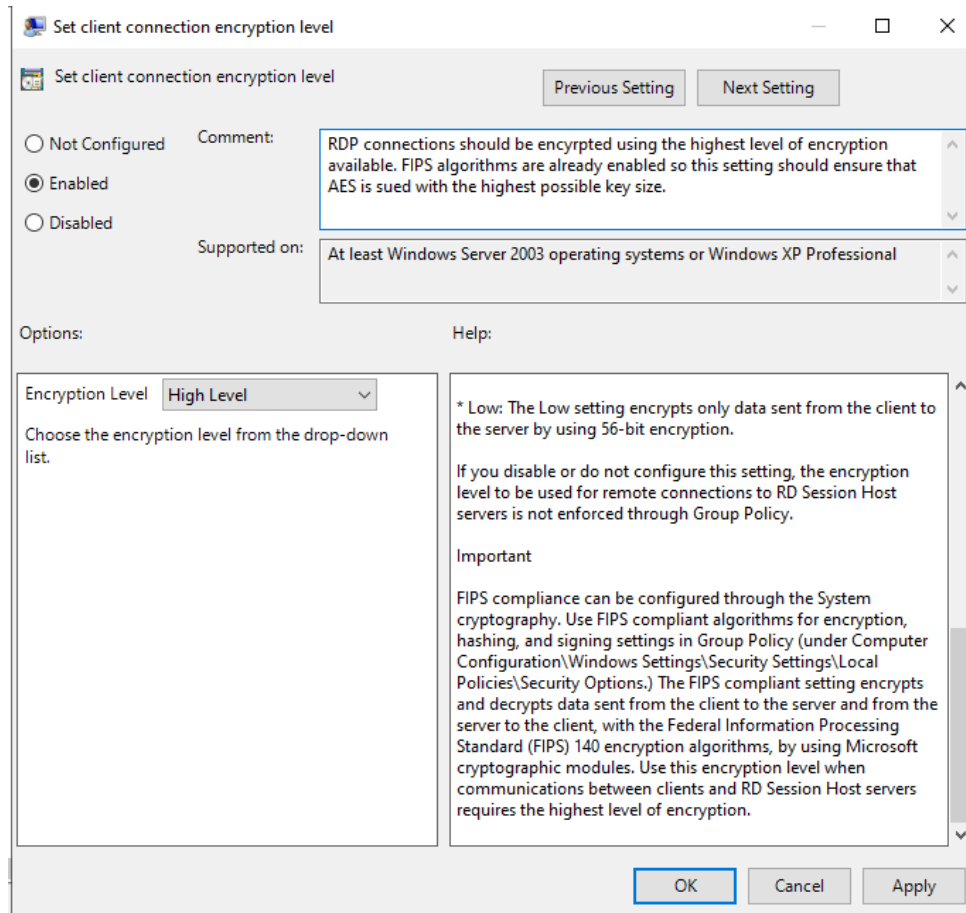 Set client connection encryption level
Set client connection encryption level
Previous Setting
Next Setting
Not Configured
Enabled
Disabled
Comment:
RDP connections should be encyrpted using the highest level of encryption
available. FIPS algorithms are already enabled so this setting should ensure that
AES is sued with the highest possible key size.
Supported on:
At least Windows Server 2003 operating systems or Windows XP Professional
Options:
Encryption Level High Level
Choose the encryption level from the drop-down
list.
Help:
* Low: The Low setting encrypts only data sent from the client to
the server by using 56-bit encryption.
If you disable or do not configure this setting, the encryption
level to be used for remote connections to RD Session Host
servers is not enforced through Group Policy.
Important
FIPS compliance can be configured through the System
cryptography. Use FIPS compliant algorithms for encryption,
hashing, and signing settings in Group Policy (under Computer
Configuration\Windows Settings\Security Settings\Local
Policies\Security Options.) The FIPS compliant setting encrypts
and decrypts data sent from the client to the server and from the
server to the client, with the Federal Information Processing
Standard (FIPS) 140 encryption algorithms, by using Microsoft
cryptographic modules. Use this encryption level when
communications between clients and RD Session Host servers
requires the highest level of encryption.
OK
Cancel
Apply